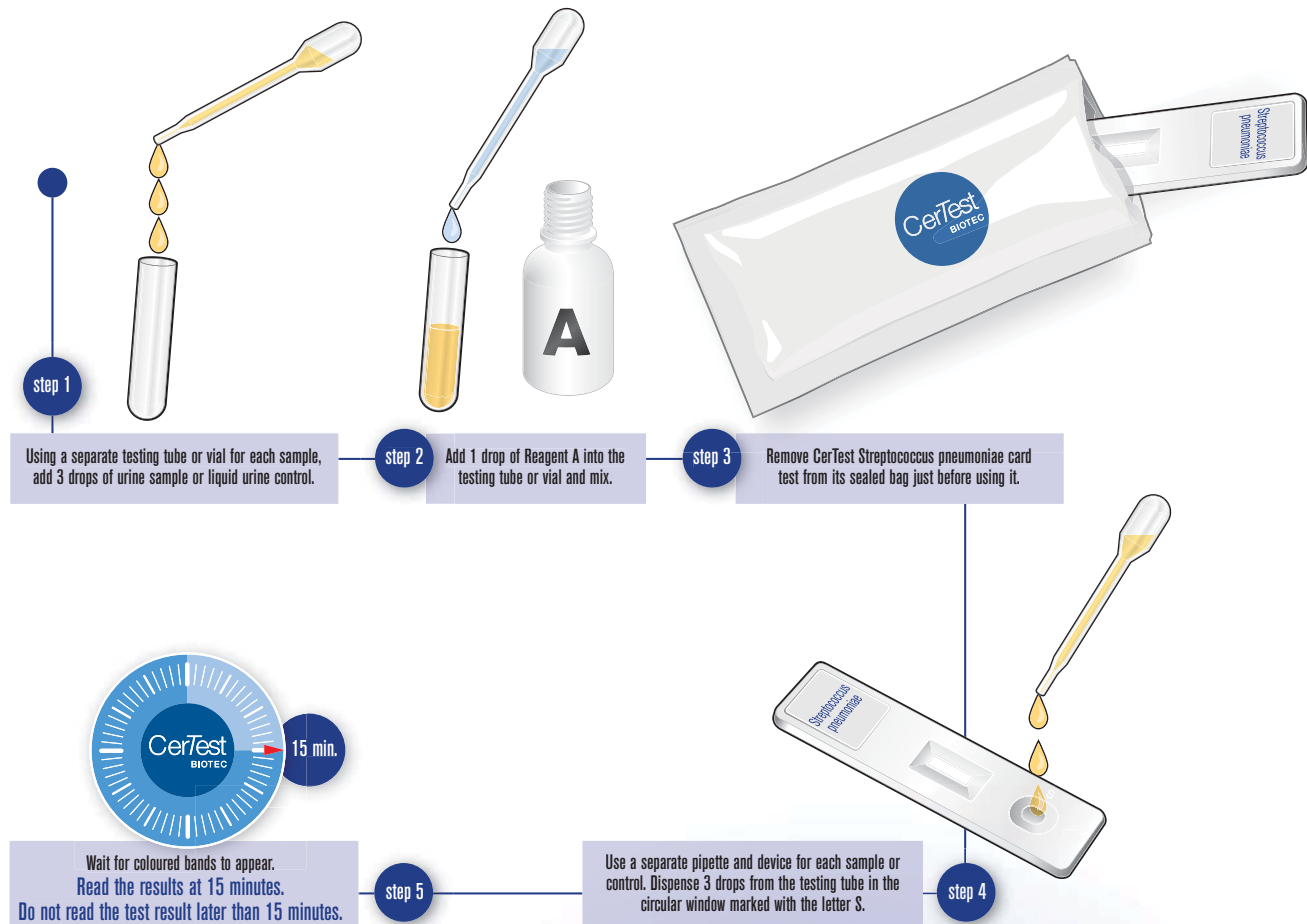 step 1
Using a separate testing tube or vial for each sample,
add 3 drops of urine sample or liquid urine control.
A
step 2
Add 1 drop of Reagent A into the
testing tube or vial and mix.
CerTest
BIOTEC
Streptococcus
pneumoniae
step 3
Remove CerTest Streptococcus pneumoniae card
test from its sealed bag just before using it.
Streptococcus
pneumoniae
S
step 4
Use a separate pipette and device for each sample or
control. Dispense 3 drops from the testing tube in the
circular window marked with the letter S.
CerTest
BIOTEC
15 min.
step 5
Wait for coloured bands to appear.
Read the results at 15 minutes.
Do not read the test result later than 15 minutes.